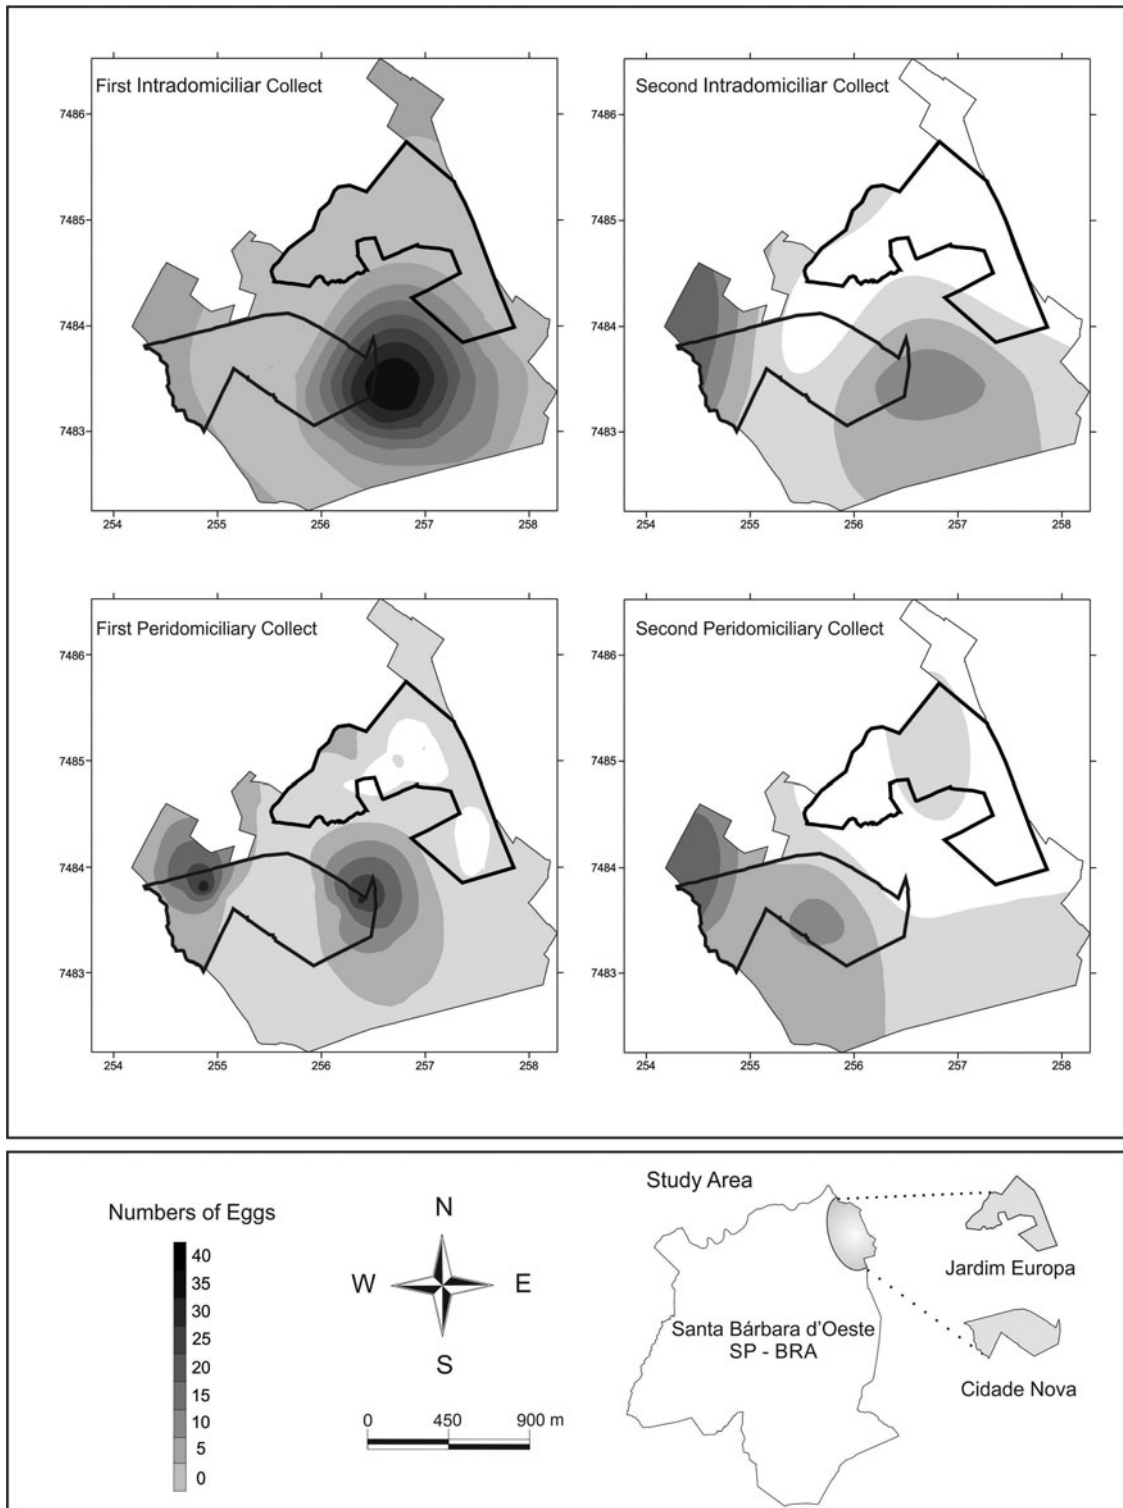 First Intradomiciliar Collect
7486
7485
7484
7483
254 255 256 257 258
Second Intradomiciliar Collect
7486
7485
7484
7483
254 255 256 257 258
First Peridomiciliary Collect
7486
7485
7484
7483
254 255 256 257 258
Second Peridomiciliary Collect
7486
7485
7484
7483
254 255 256 257 258
Numbers of Eggs
40
35
30
25
20
15
10
5
0
N
W E
S
0 450 900 m
Study Area
Santa Bárbara d'Oeste
SP - BRA
Jardim Europa
Cidade Nova